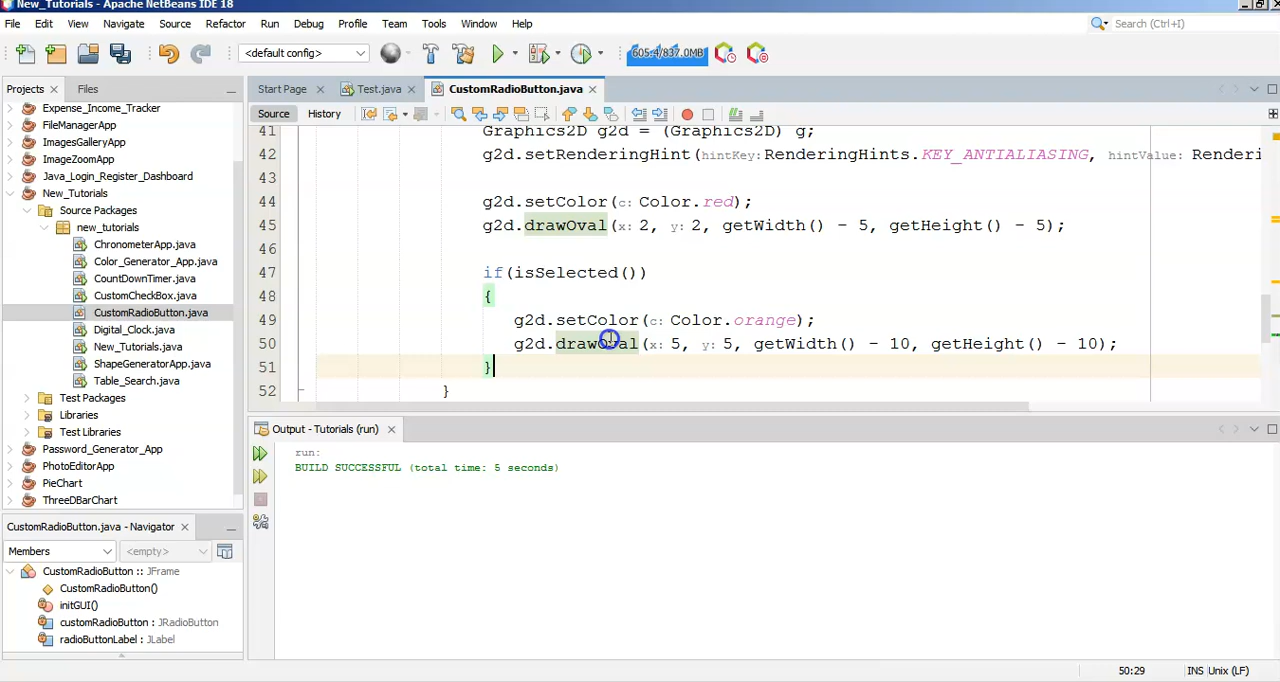 New_Tutorials - Apache NetBeans IDE 18
File Edit View Navigate Source Refactor Run Debug Profile Team Tools Window Help
Search (Ctrl+I)
<default config>
605.4/837.0MB
Projects Files
Start Page Test.java CustomRadioButton.java
Source History
Expense_Income_Tracker
FileManagerApp
ImagesGalleryApp
ImageZoomApp
Java_Login_Register_Dashboard
New_Tutorials
Source Packages
new_tutorials
ChronometerApp.java
Color_Generator_App.java
CountDownTimer.java
CustomCheckBox.java
CustomRadioButton.java
Digital_Clock.java
New_Tutorials.java
ShapeGeneratorApp.java
Table_Search.java
Test Packages
Libraries
Test Libraries
Password_Generator_App
PhotoEditorApp
PieChart
ThreeDBarChart
41 Graphics2D g2d = (Graphics2D) g;
42 g2d.setRenderingHint(hintKey:RenderingHints.KEY_ANTIALIASING, hintValue: Renderi
43
44 g2d.setColor(c: Color.red);
45 g2d.drawOval(x: 2, y: 2, getWidth() - 5, getHeight() - 5);
46
47 if(isSelected())
48 {
49 g2d.setColor(c: Color.orange);
50 g2d.drawOval(x: 5, y: 5, getWidth() - 10, getHeight() - 10);
51 }
52 }
Output - Tutorials (run)
run:
BUILD SUCCESSFUL (total time: 5 seconds)
CustomRadioButton.java - Navigator
Members <empty>
CustomRadioButton :: JFrame
CustomRadioButton()
initGUI()
customRadioButton : JRadioButton
radioButtonLabel : JLabel
50:29 INS Unix (LF)